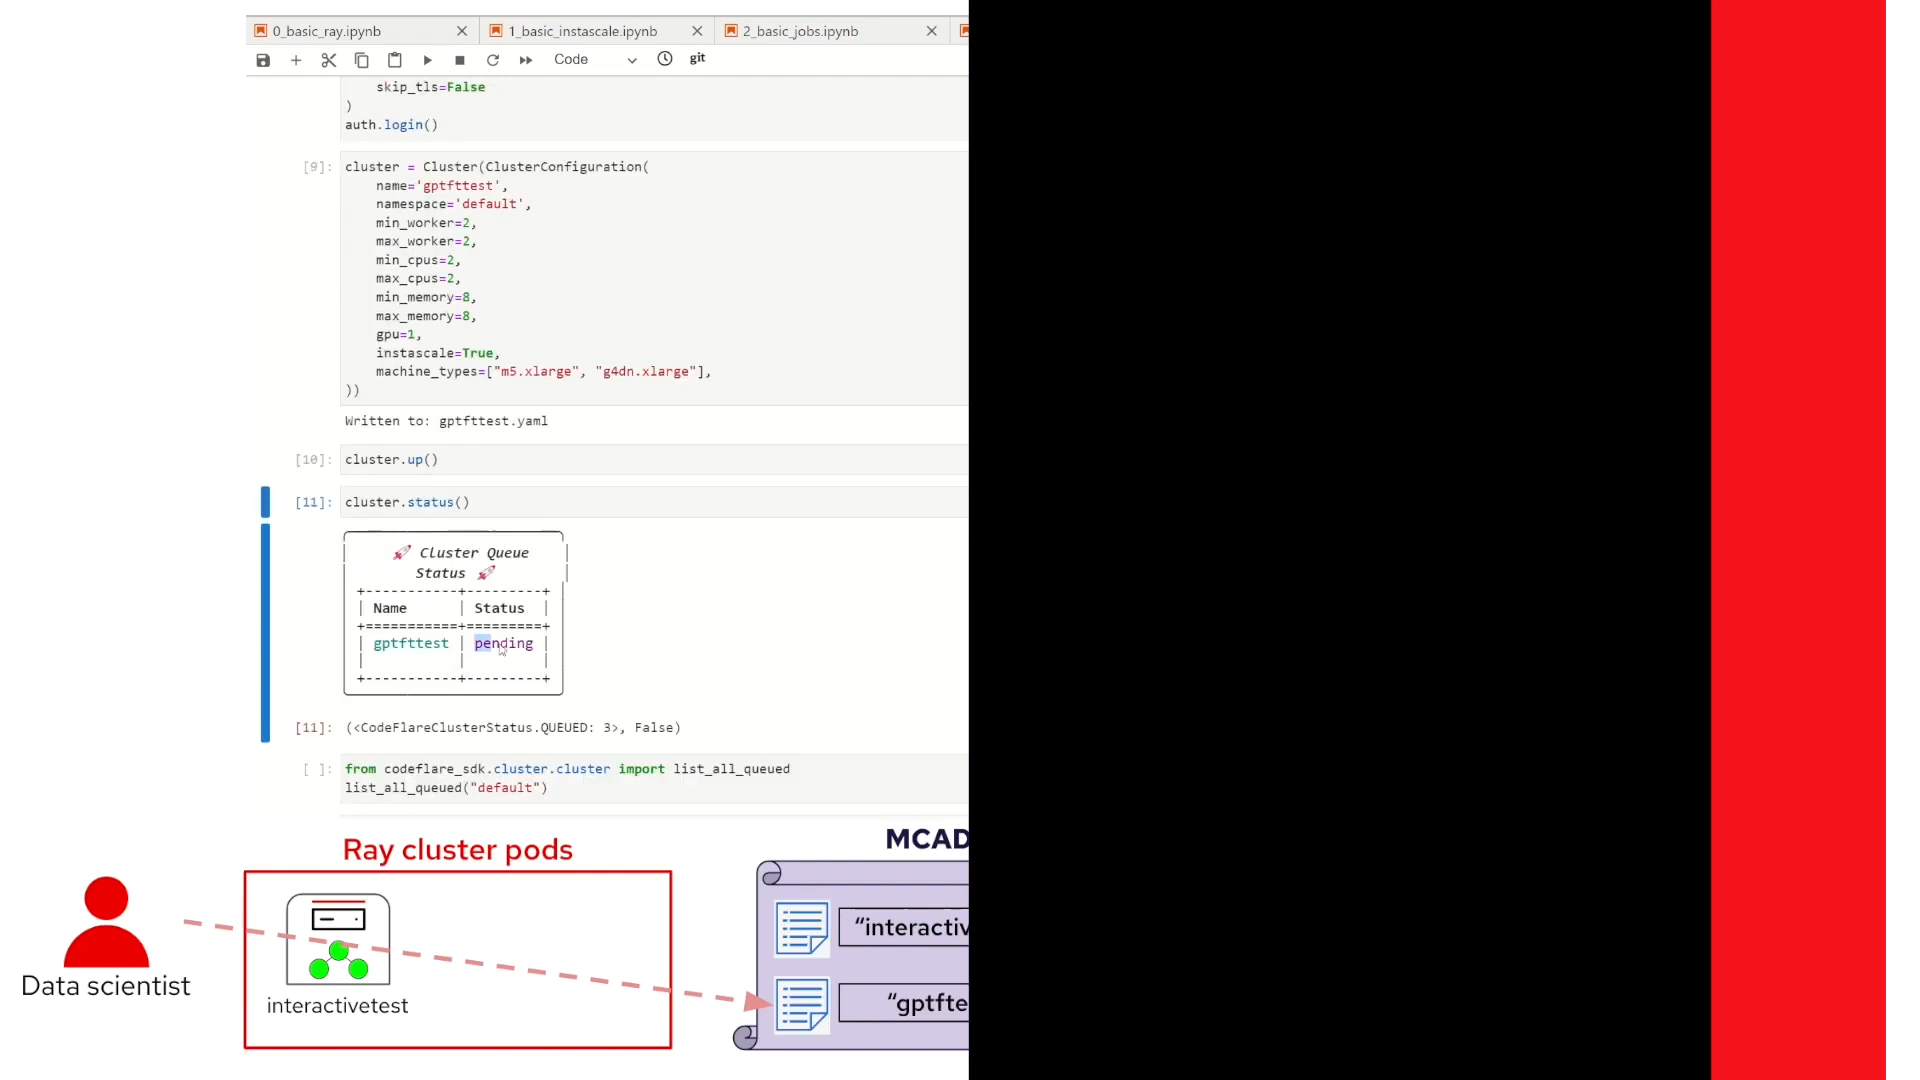 0_basic_ray.ipynb
1_basic_instascale.ipynb
2_basic_jobs.ipynb
Code
git
skip_tls=False
)
auth.login()
[9]:
cluster = Cluster(ClusterConfiguration(
name='gptfttest',
namespace='default',
min_worker=2,
max_worker=2,
min_cpus=2,
max_cpus=2,
min_memory=8,
max_memory=8,
gpu=1,
instascale=True,
machine_types=["m5.xlarge", "g4dn.xlarge"],
))
Written to: gptfttest.yaml
[10]:
cluster.up()
[11]:
cluster.status()
🚀 Cluster Queue
Status 🚀
Name Status
gptfttest pending
[11]:
(<CodeFlareClusterStatus.QUEUED: 3>, False)
[ ]:
from codeflare_sdk.cluster.cluster import list_all_queued
list_all_queued("default")
Ray cluster pods
MCAD
Data scientist
interactivetest
“interactiv
“gptfte